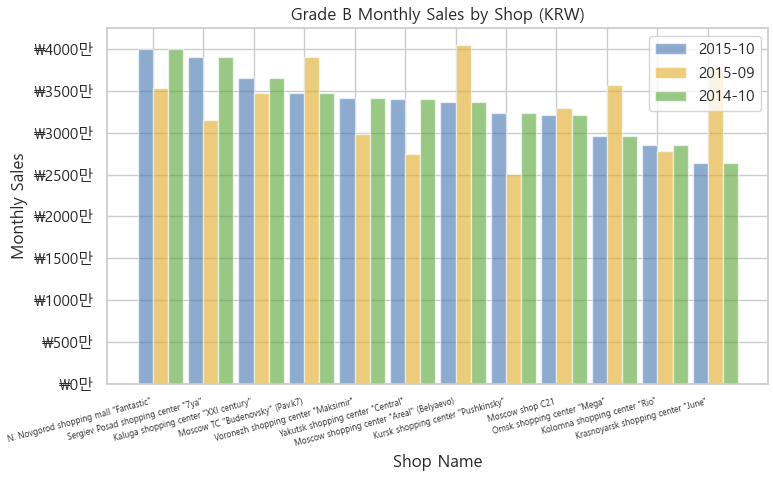 Grade B Monthly Sales by Shop (KRW)
2015-10
2015-09
2014-10
Monthly Sales
₩4000만
₩3500만
₩3000만
₩2500만
₩2000만
₩1500만
₩1000만
₩500만
₩0만
N. Novgorod shopping mall "Fantastic"
Sergiev Posad shopping center "7ya"
Kaluga shopping center "XXI century"
Moscow TC "Budenovsky" (Pav.k7)
Voronezh shopping center "Maksimir"
Yakutsk shopping center "Central"
Moscow shopping center "Areal" (Belyaevo)
Kursk shopping center "Pushkinsky"
Moscow shop C21
Omsk shopping center "Mega"
Kolomna shopping center "Rio"
Krasnoyarsk shopping center "June"
Shop Name